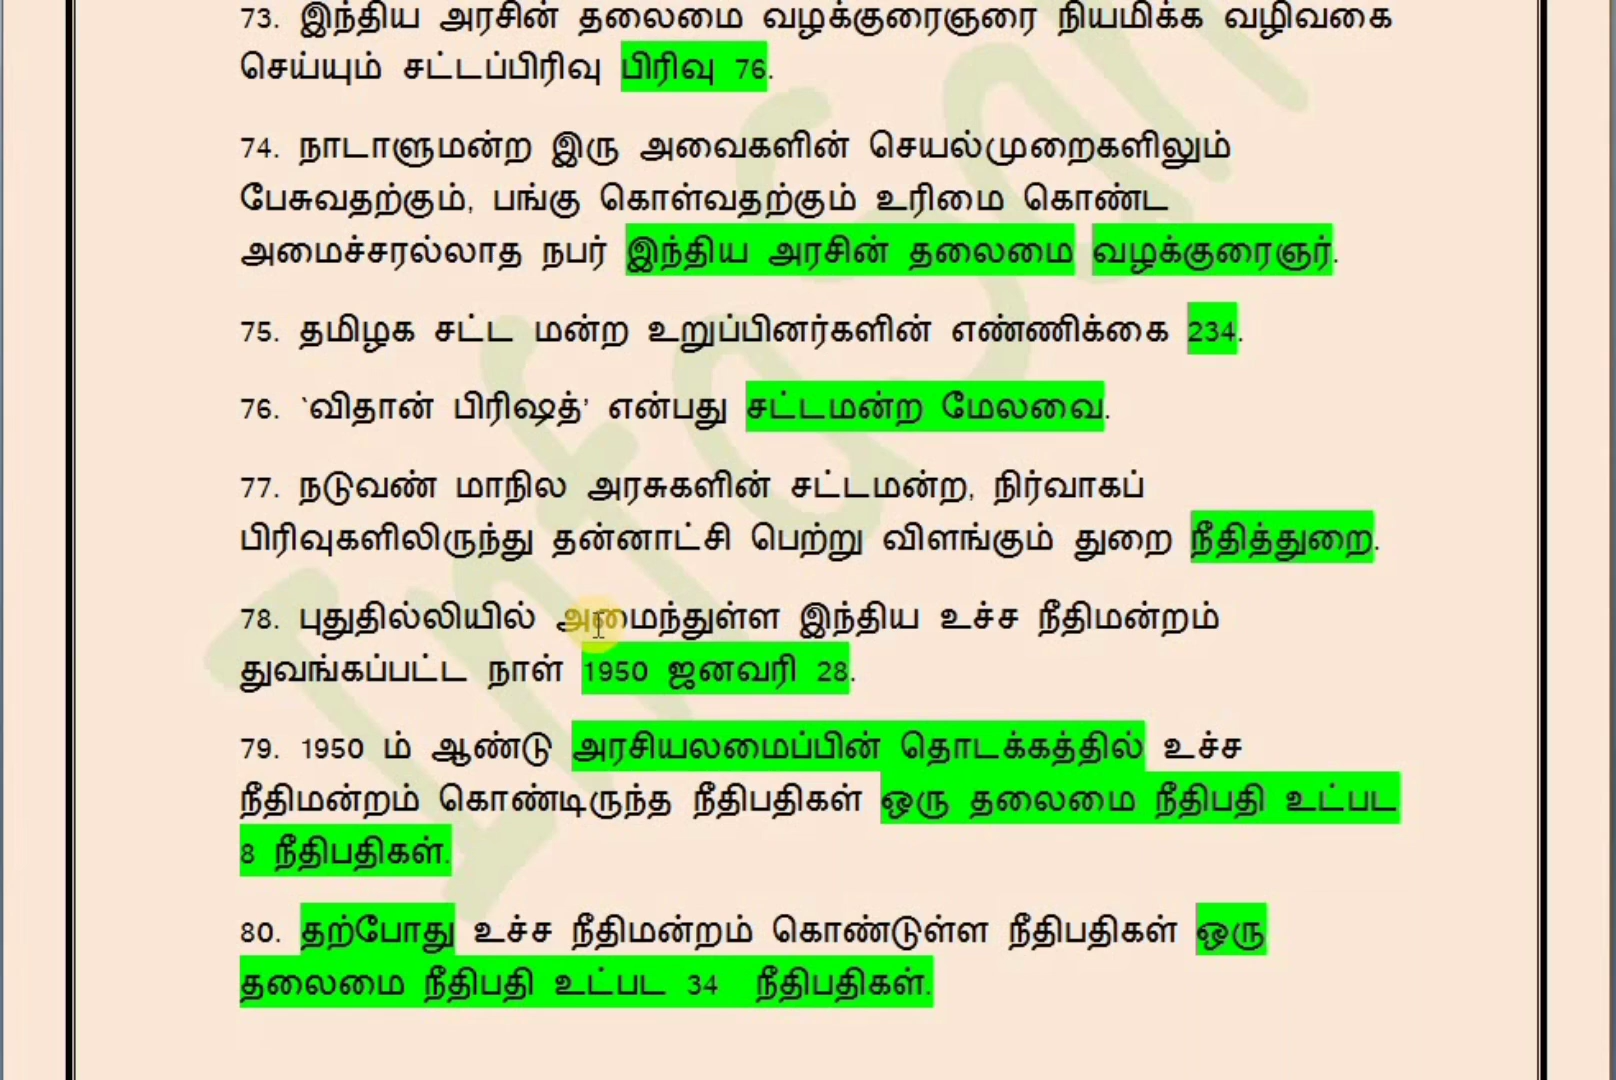 73. இந்திய அரசின் தலைமை வழக்குரைஞரை நியமிக்க வழிவகை
செய்யும் சட்டப்பிரிவு பிரிவு 76.
74. நாடாளுமன்ற இரு அவைகளின் செயல்முறைகளிலும்
பேசுவதற்கும், பங்கு கொள்வதற்கும் உரிமை கொண்ட
அமைச்சரல்லாத நபர் இந்திய அரசின் தலைமை வழக்குரைஞர்.
75. தமிழக சட்ட மன்ற உறுப்பினர்களின் எண்ணிக்கை 234.
76. `விதான் பிரிஷத்’ என்பது சட்டமன்ற மேலவை.
77. நடுவண் மாநில அரசுகளின் சட்டமன்ற, நிர்வாகப்
பிரிவுகளிலிருந்து தன்னாட்சி பெற்று விளங்கும் துறை நீதித்துறை.
78. புதுதில்லியில் அமைந்துள்ள இந்திய உச்ச நீதிமன்றம்
துவங்கப்பட்ட நாள் 1950 ஜனவரி 28.
79. 1950 ம் ஆண்டு அரசியலமைப்பின் தொடக்கத்தில் உச்ச
நீதிமன்றம் கொண்டிருந்த நீதிபதிகள் ஒரு தலைமை நீதிபதி உட்பட
8 நீதிபதிகள்.
80. தற்போது உச்ச நீதிமன்றம் கொண்டுள்ள நீதிபதிகள் ஒரு
தலைமை நீதிபதி உட்பட 34 நீதிபதிகள்.